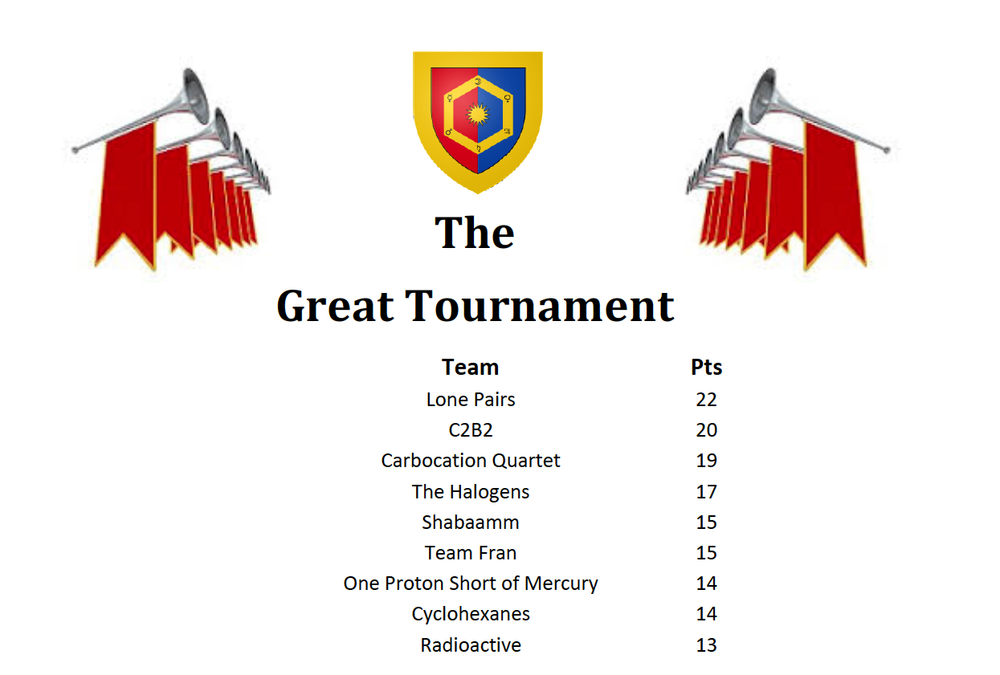 The
Great Tournament
Team Pts
Lone Pairs 22
C2B2 20
Carbocation Quartet 19
The Halogens 17
Shabaamm 15
Team Fran 15
One Proton Short of Mercury 14
Cyclohexanes 14
Radioactive 13